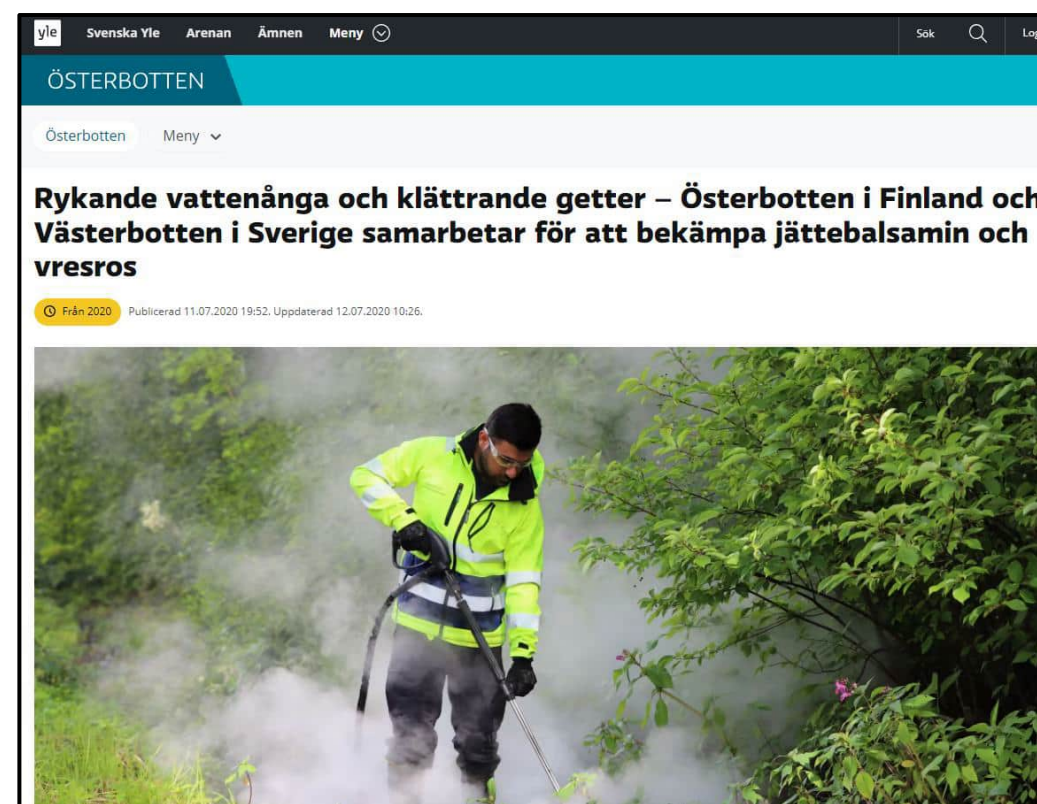 yle Svenska Yle Arenan Ämnen Meny Sök
ÖSTERBOTTEN
Österbotten Meny
Rykande vattenånga och klättrande getter – Österbotten i Finland och
Västerbotten i Sverige samarbetar för att bekämpa jättebalsamin och
vresros
Från 2020 Publicerad 11.07.2020 19:52. Uppdaterad 12.07.2020 10:26.